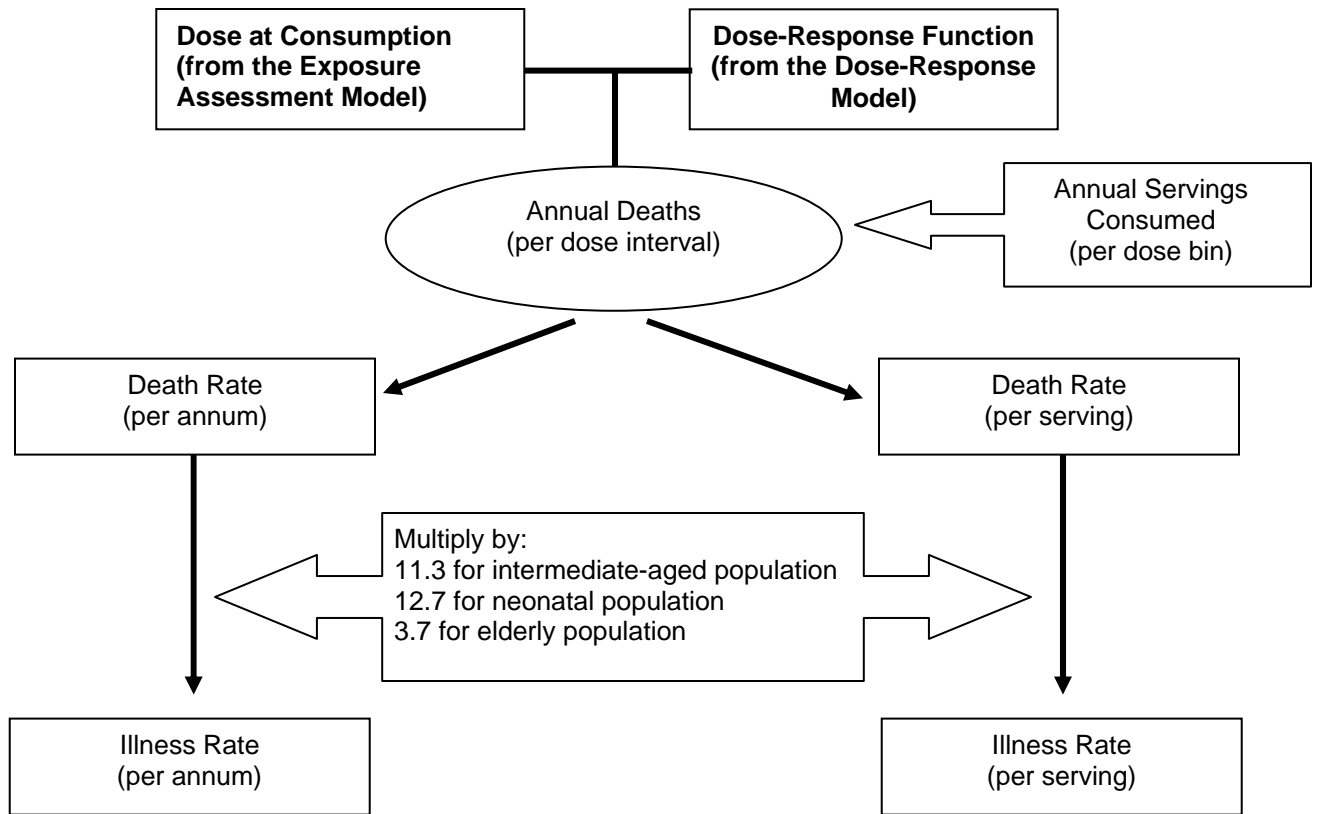 Dose at Consumption
(from the Exposure
Assessment Model)
Dose-Response Function
(from the Dose-Response
Model)
Annual Deaths
(per dose interval)
Annual Servings
Consumed
(per dose bin)
Death Rate
(per annum)
Death Rate
(per serving)
Multiply by:
11.3 for intermediate-aged population
12.7 for neonatal population
3.7 for elderly population
Illness Rate
(per annum)
Illness Rate
(per serving)